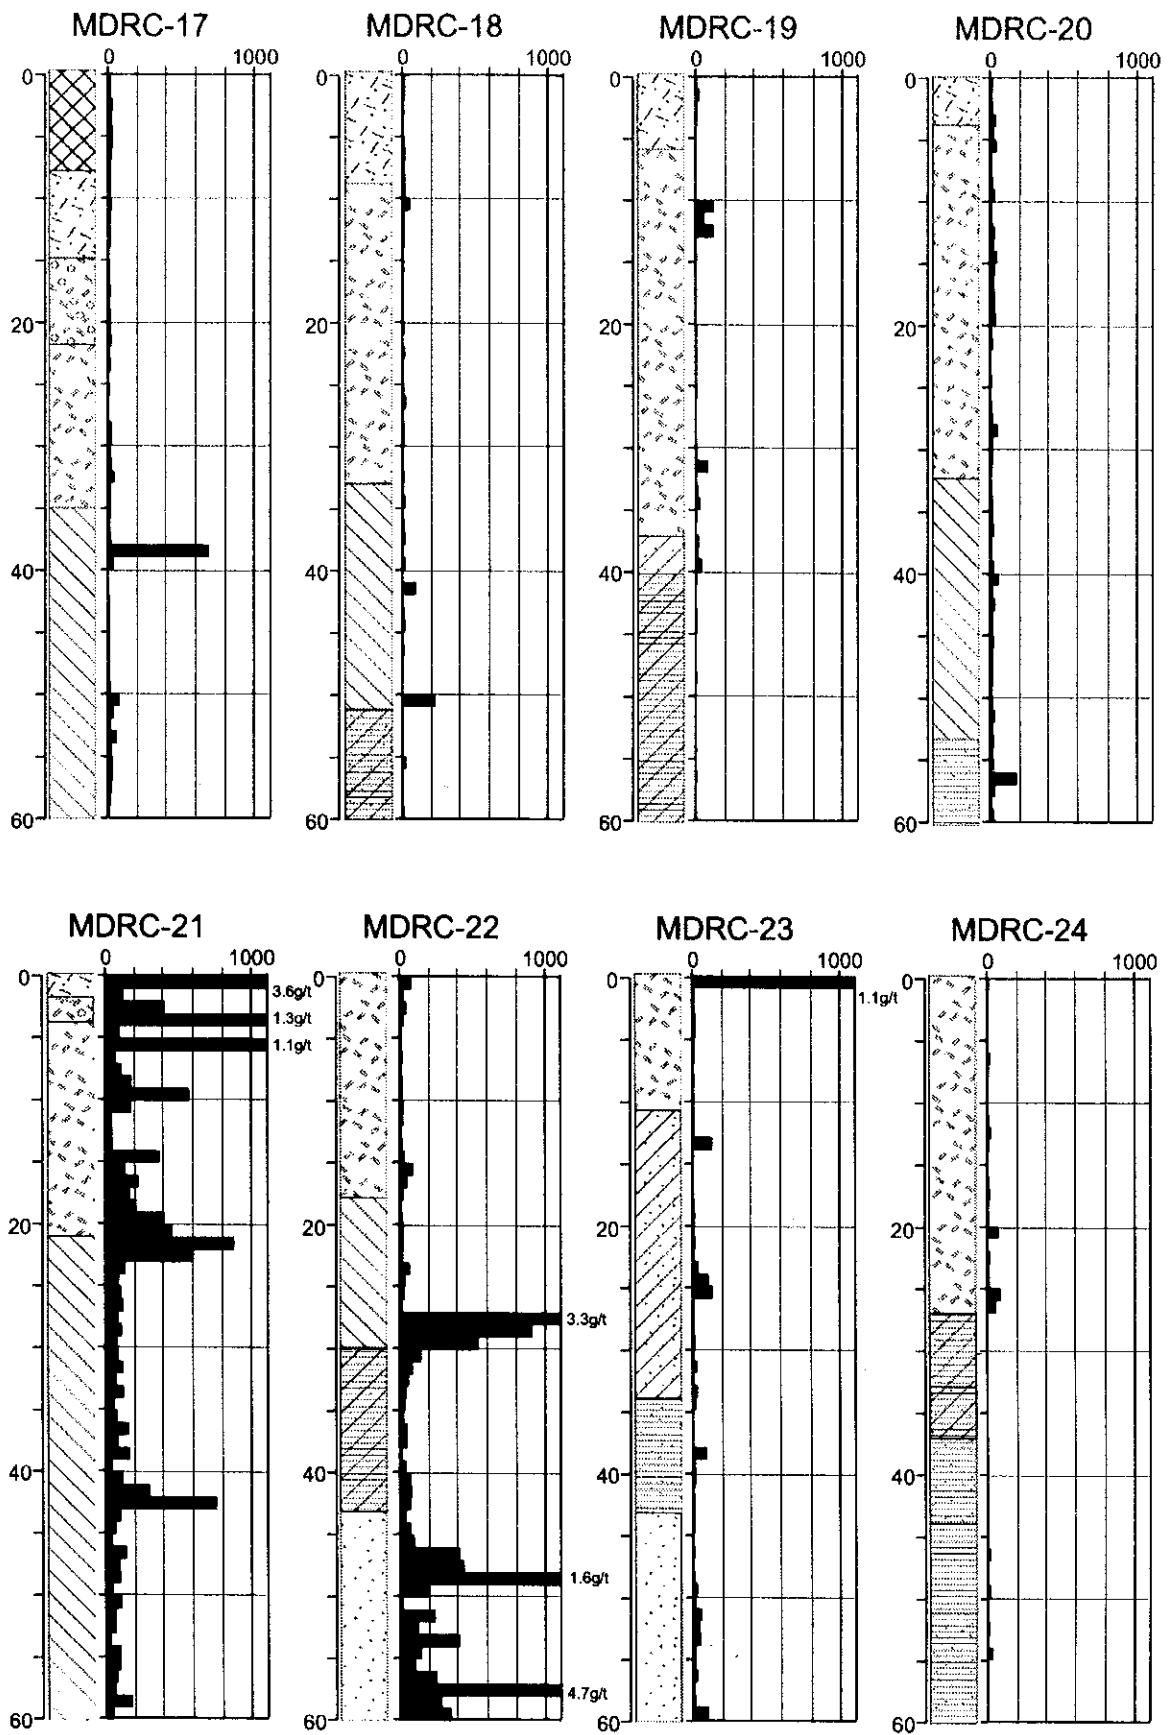 MDRC-17 MDRC-18 MDRC-19 MDRC-20
0 1000 0 1000 0 1000 0 1000
0 0 0 0
20 20 20 20
40 40 40 40
60 60 60 60
MDRC-21 MDRC-22 MDRC-23 MDRC-24
0 1000 0 1000 0 1000 0 1000
0 0 0 0
3.6g/t 1.1g/t
1.3g/t
1.1g/t
20 20 20 20
3.3g/t
40 40 40 40
1.6g/t
4.7g/t
60 60 60 60